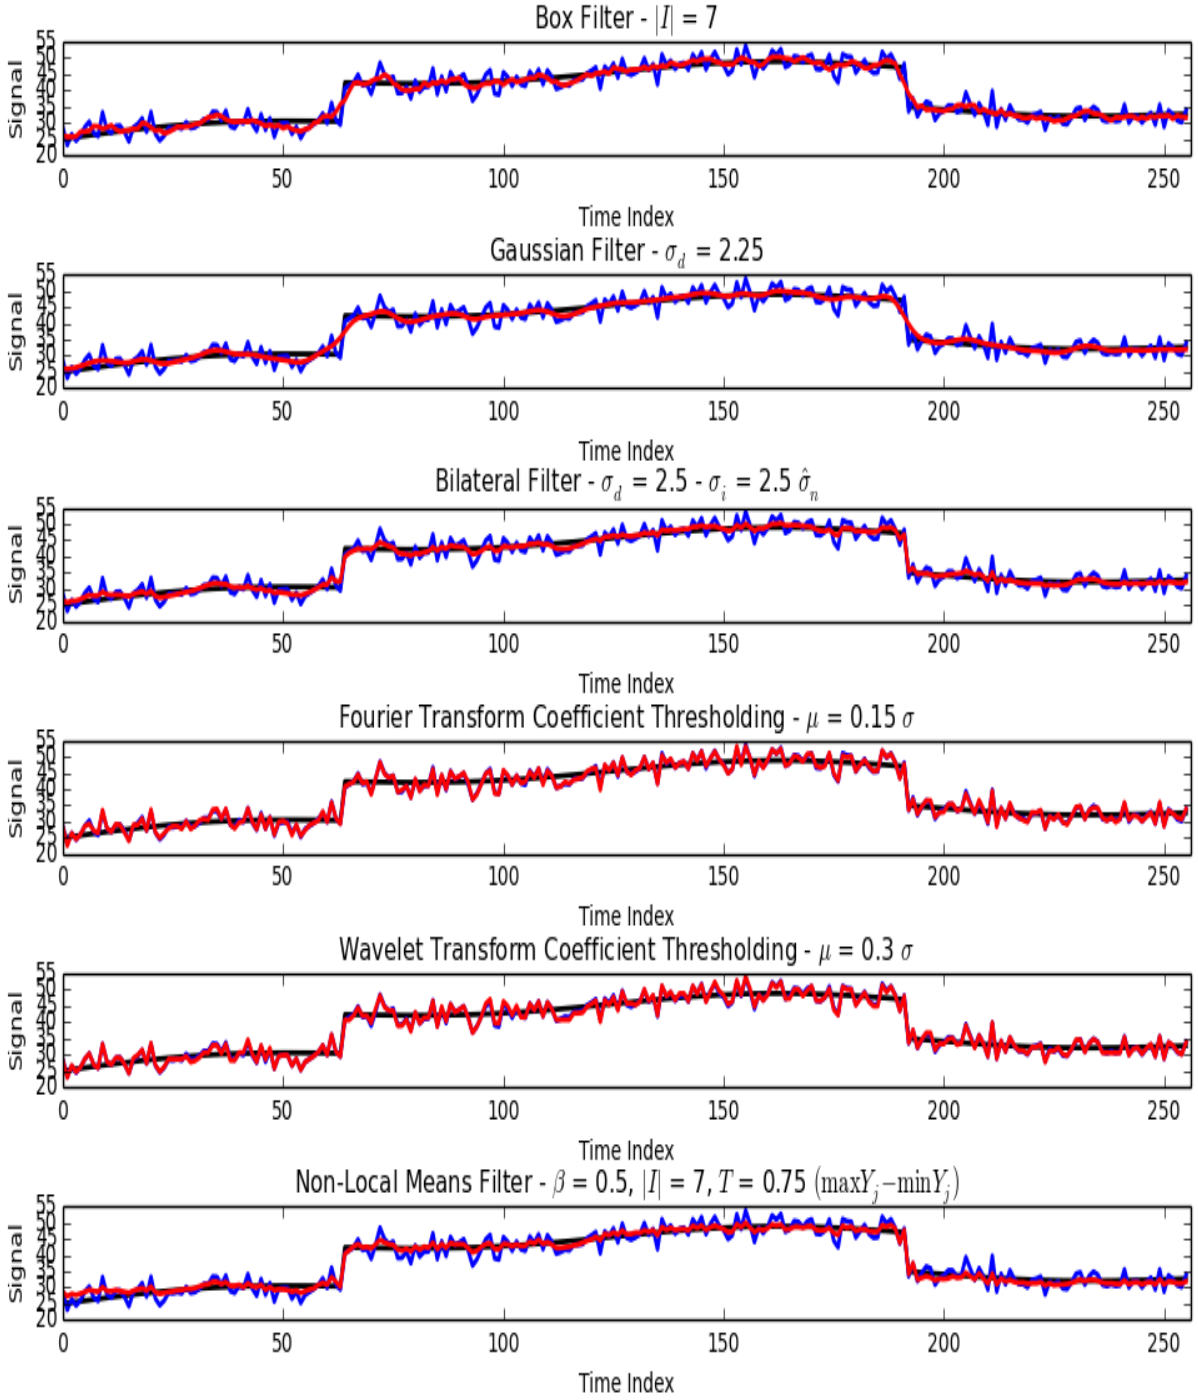 Box Filter - |I| = 7
55
50
45
40
35
30
25
20
Signal
0 50 100 150 200 250
Time Index
Gaussian Filter - σ_d = 2.25
55
50
45
40
35
30
25
20
Signal
0 50 100 150 200 250
Time Index
Bilateral Filter - σ_d = 2.5 - σ_i = 2.5 σ̂_n
55
50
45
40
35
30
25
20
Signal
0 50 100 150 200 250
Time Index
Fourier Transform Coefficient Thresholding - μ = 0.15 σ
55
50
45
40
35
30
25
20
Signal
0 50 100 150 200 250
Time Index
Wavelet Transform Coefficient Thresholding - μ = 0.3 σ
55
50
45
40
35
30
25
20
Signal
0 50 100 150 200 250
Time Index
Non-Local Means Filter - β = 0.5, |I| = 7, T = 0.75 (maxY_j−minY_j)
55
50
45
40
35
30
25
20
Signal
0 50 100 150 200 250
Time Index